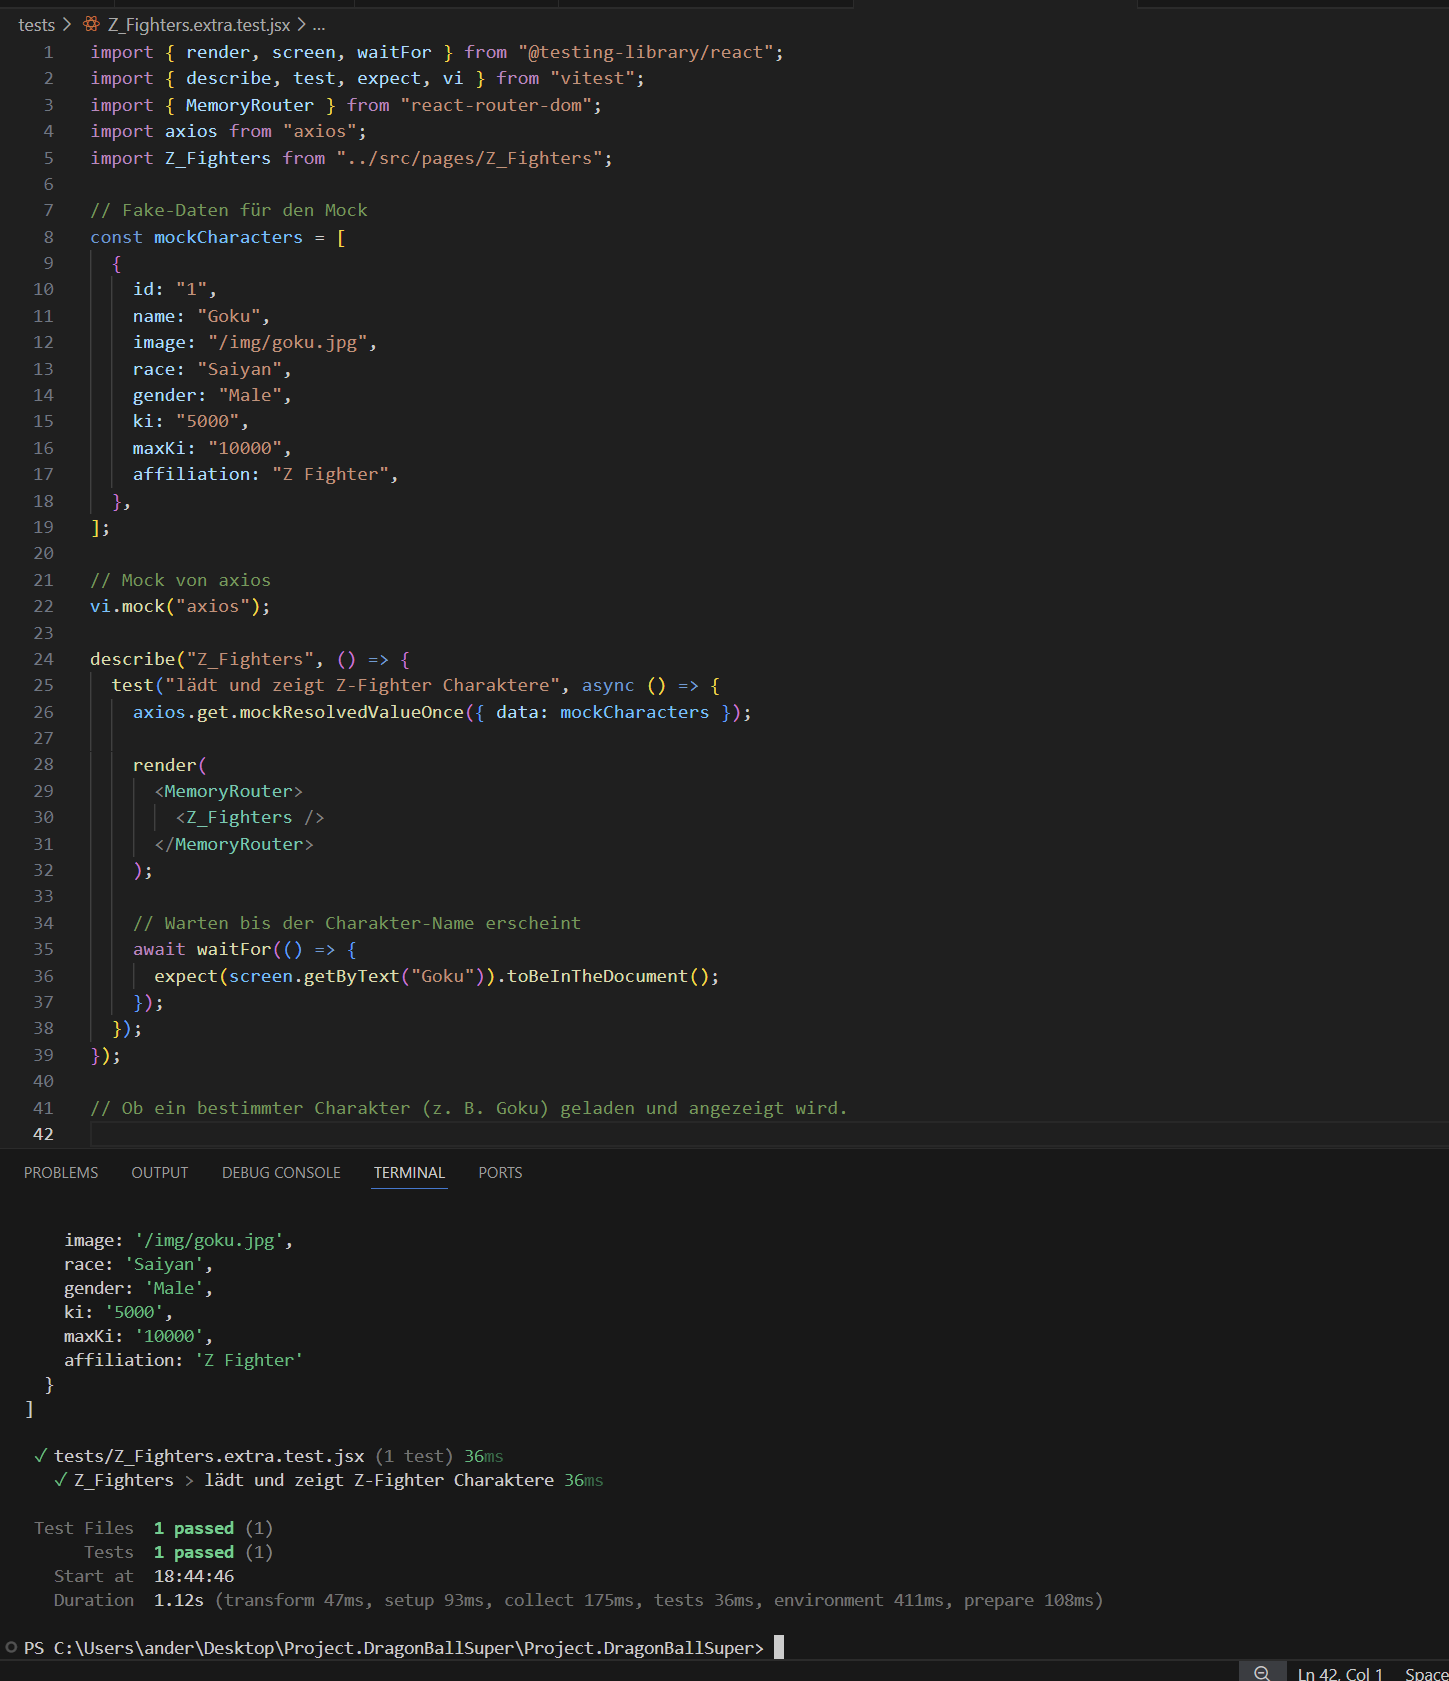 tests > Z_Fighters.extra.test.jsx > ...
1 import { render, screen, waitFor } from "@testing-library/react";
2 import { describe, test, expect, vi } from "vitest";
3 import { MemoryRouter } from "react-router-dom";
4 import axios from "axios";
5 import Z_Fighters from "../src/pages/Z_Fighters";
6
7 // Fake-Daten für den Mock
8 const mockCharacters = [
9 {
10 id: "1",
11 name: "Goku",
12 image: "/img/goku.jpg",
13 race: "Saiyan",
14 gender: "Male",
15 ki: "5000",
16 maxKi: "10000",
17 affiliation: "Z Fighter",
18 },
19 ];
20
21 // Mock von axios
22 vi.mock("axios");
23
24 describe("Z_Fighters", () => {
25 test("lädt und zeigt Z-Fighter Charaktere", async () => {
26 axios.get.mockResolvedValueOnce({ data: mockCharacters });
27
28 render(
29 <MemoryRouter>
30 <Z_Fighters />
31 </MemoryRouter>
32 );
33
34 // Warten bis der Charakter-Name erscheint
35 await waitFor(() => {
36 expect(screen.getByText("Goku")).toBeInTheDocument();
37 });
38 });
39 });
40
41 // Ob ein bestimmter Charakter (z. B. Goku) geladen und angezeigt wird.
42
PROBLEMS OUTPUT DEBUG CONSOLE TERMINAL PORTS
image: '/img/goku.jpg',
race: 'Saiyan',
gender: 'Male',
ki: '5000',
maxKi: '10000',
affiliation: 'Z Fighter'
}
]
✓ tests/Z_Fighters.extra.test.jsx (1 test) 36ms
✓ Z_Fighters > lädt und zeigt Z-Fighter Charaktere 36ms
Test Files 1 passed (1)
Tests 1 passed (1)
Start at 18:44:46
Duration 1.12s (transform 47ms, setup 93ms, collect 175ms, tests 36ms, environment 411ms, prepare 108ms)
PS C:\Users\ander\Desktop\Project.DragonBallSuper\Project.DragonBallSuper>
Ln 42, Col 1 Space